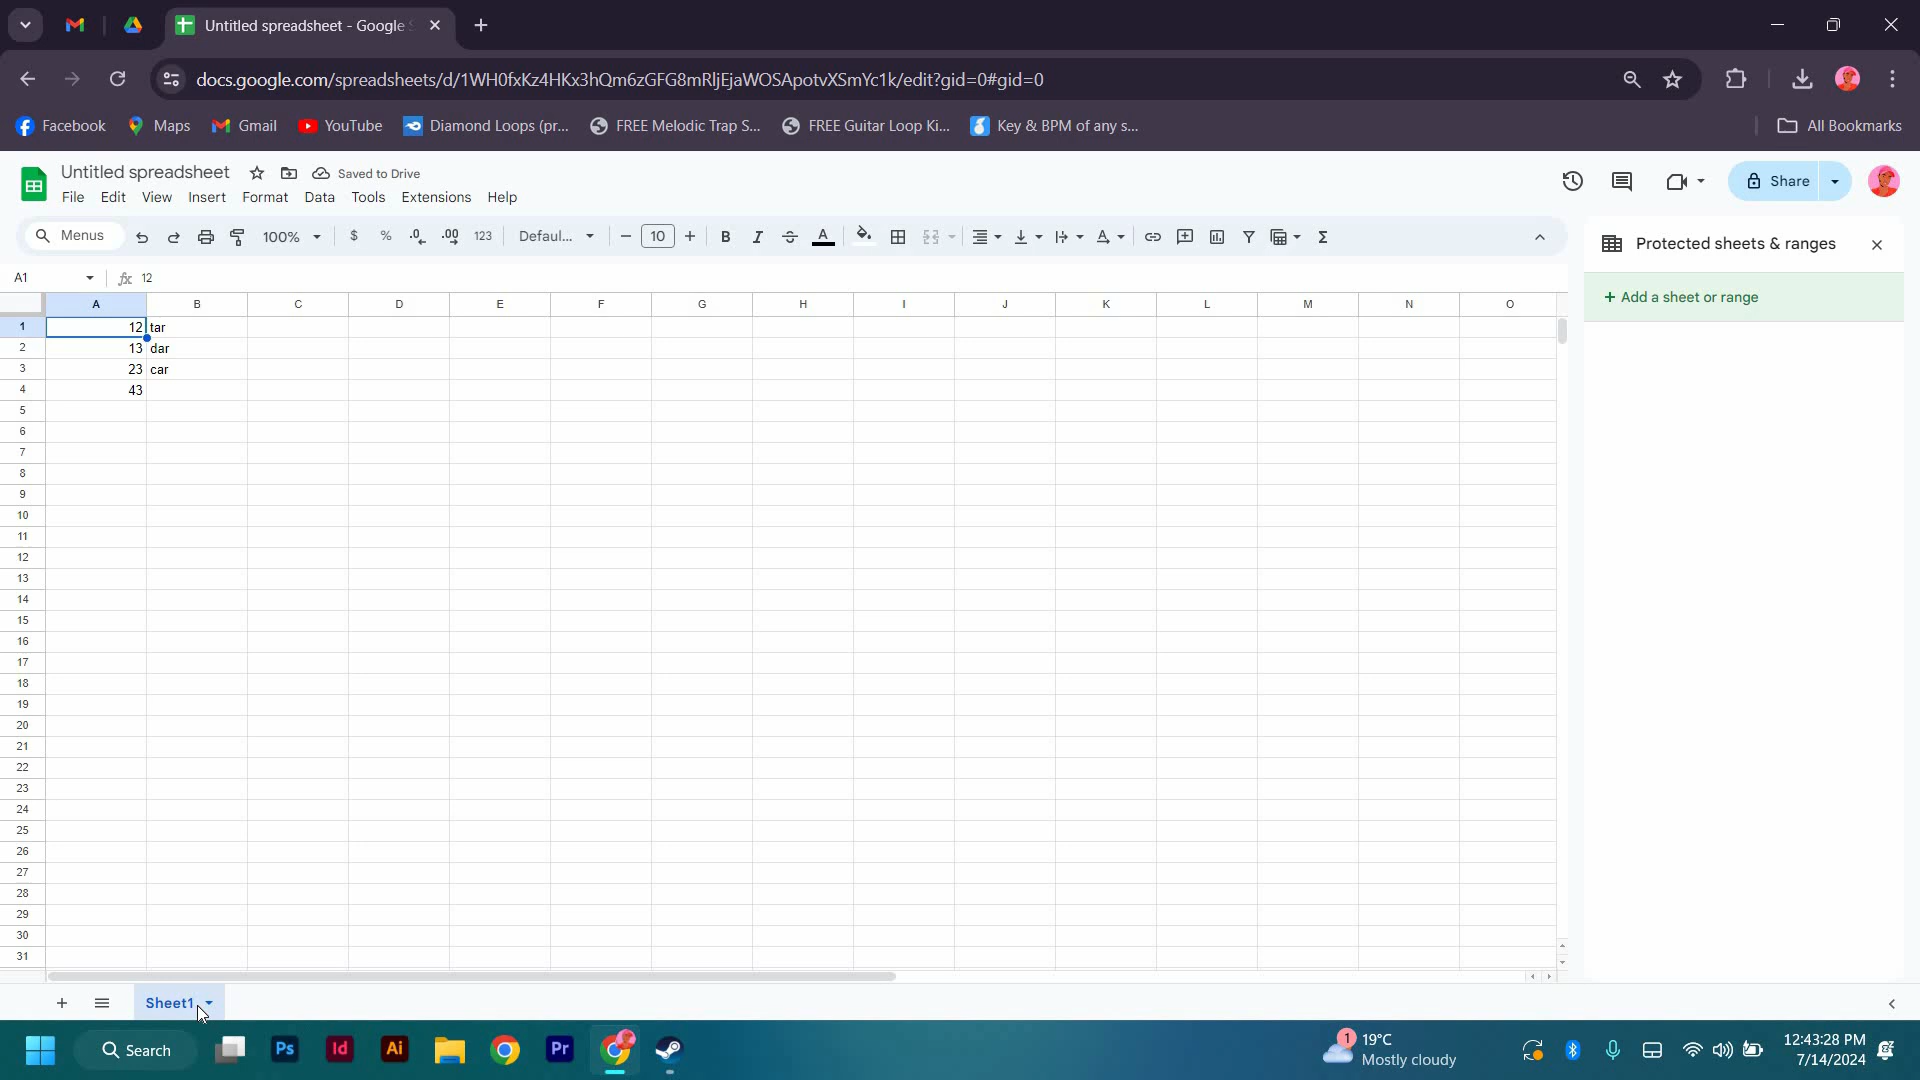 Untitled spreadsheet - Google S
docs.google.com/spreadsheets/d/1WH0fxKz4HKx3hQm6zGFG8mRljEjaWOSApotvXSmYc1k/edit?gid=0#gid=0
Facebook Maps Gmail YouTube Diamond Loops (pr... FREE Melodic Trap S... FREE Guitar Loop Ki... Key & BPM of any s... All Bookmarks
Untitled spreadsheet Saved to Drive
File Edit View Insert Format Data Tools Extensions Help
Share
Menus 100% $ % .0 .00 123 Defaul... 10 B I A Σ
Protected sheets & ranges
A1 fx 12
+ Add a sheet or range
A B C D E F G H I J K L M N O
1 12 tar
2 13 dar
3 23 car
4 43
5
6
7
8
9
10
11
12
13
14
15
16
17
18
19
20
21
22
23
24
25
26
27
28
29
30
31
Sheet1
Search Ps Id Ai Pr
1 19°C
Mostly cloudy
12:43:28 PM
7/14/2024